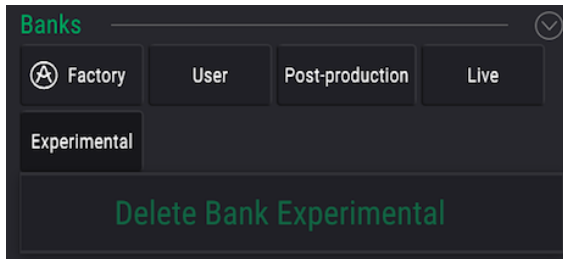 Banks
Factory User Post-production Live
Experimental
Delete Bank Experimental